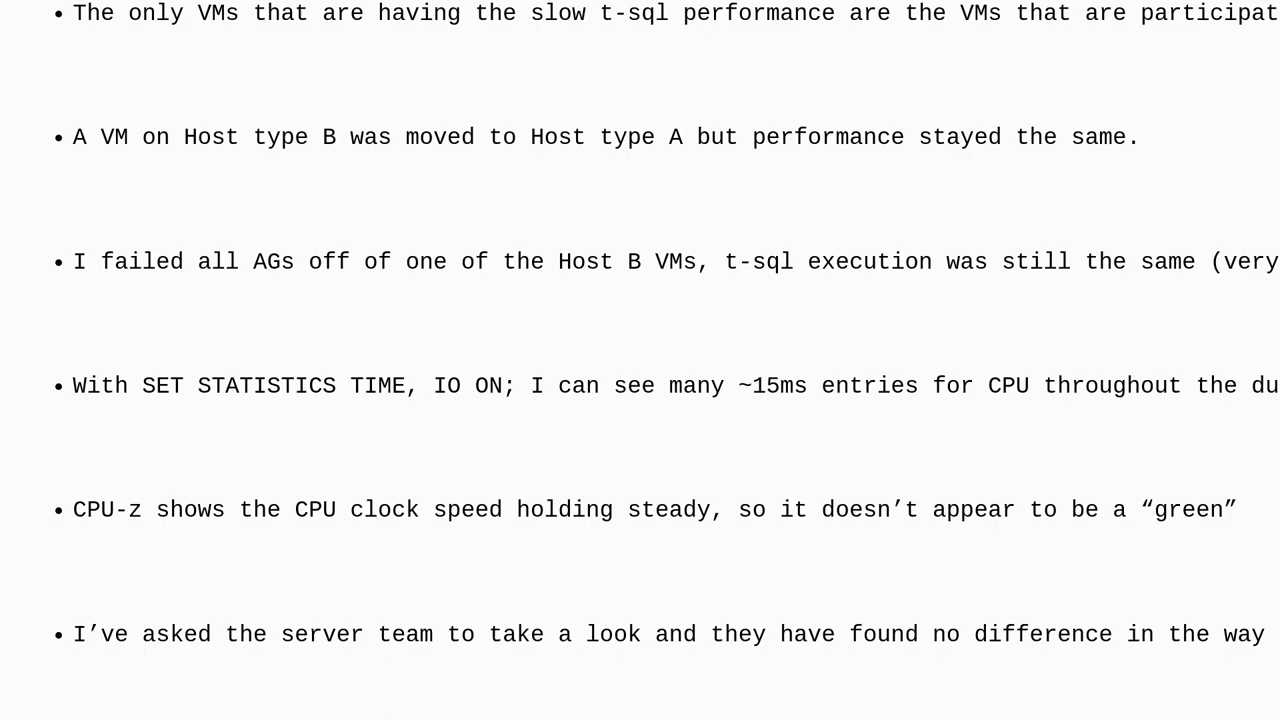 • The only VMs that are having the slow t-sql performance are the VMs that are participat
• A VM on Host type B was moved to Host type A but performance stayed the same.
• I failed all AGs off of one of the Host B VMs, t-sql execution was still the same (very
• With SET STATISTICS TIME, IO ON; I can see many ~15ms entries for CPU throughout the du
• CPU-z shows the CPU clock speed holding steady, so it doesn’t appear to be a “green”
• I’ve asked the server team to take a look and they have found no difference in the way